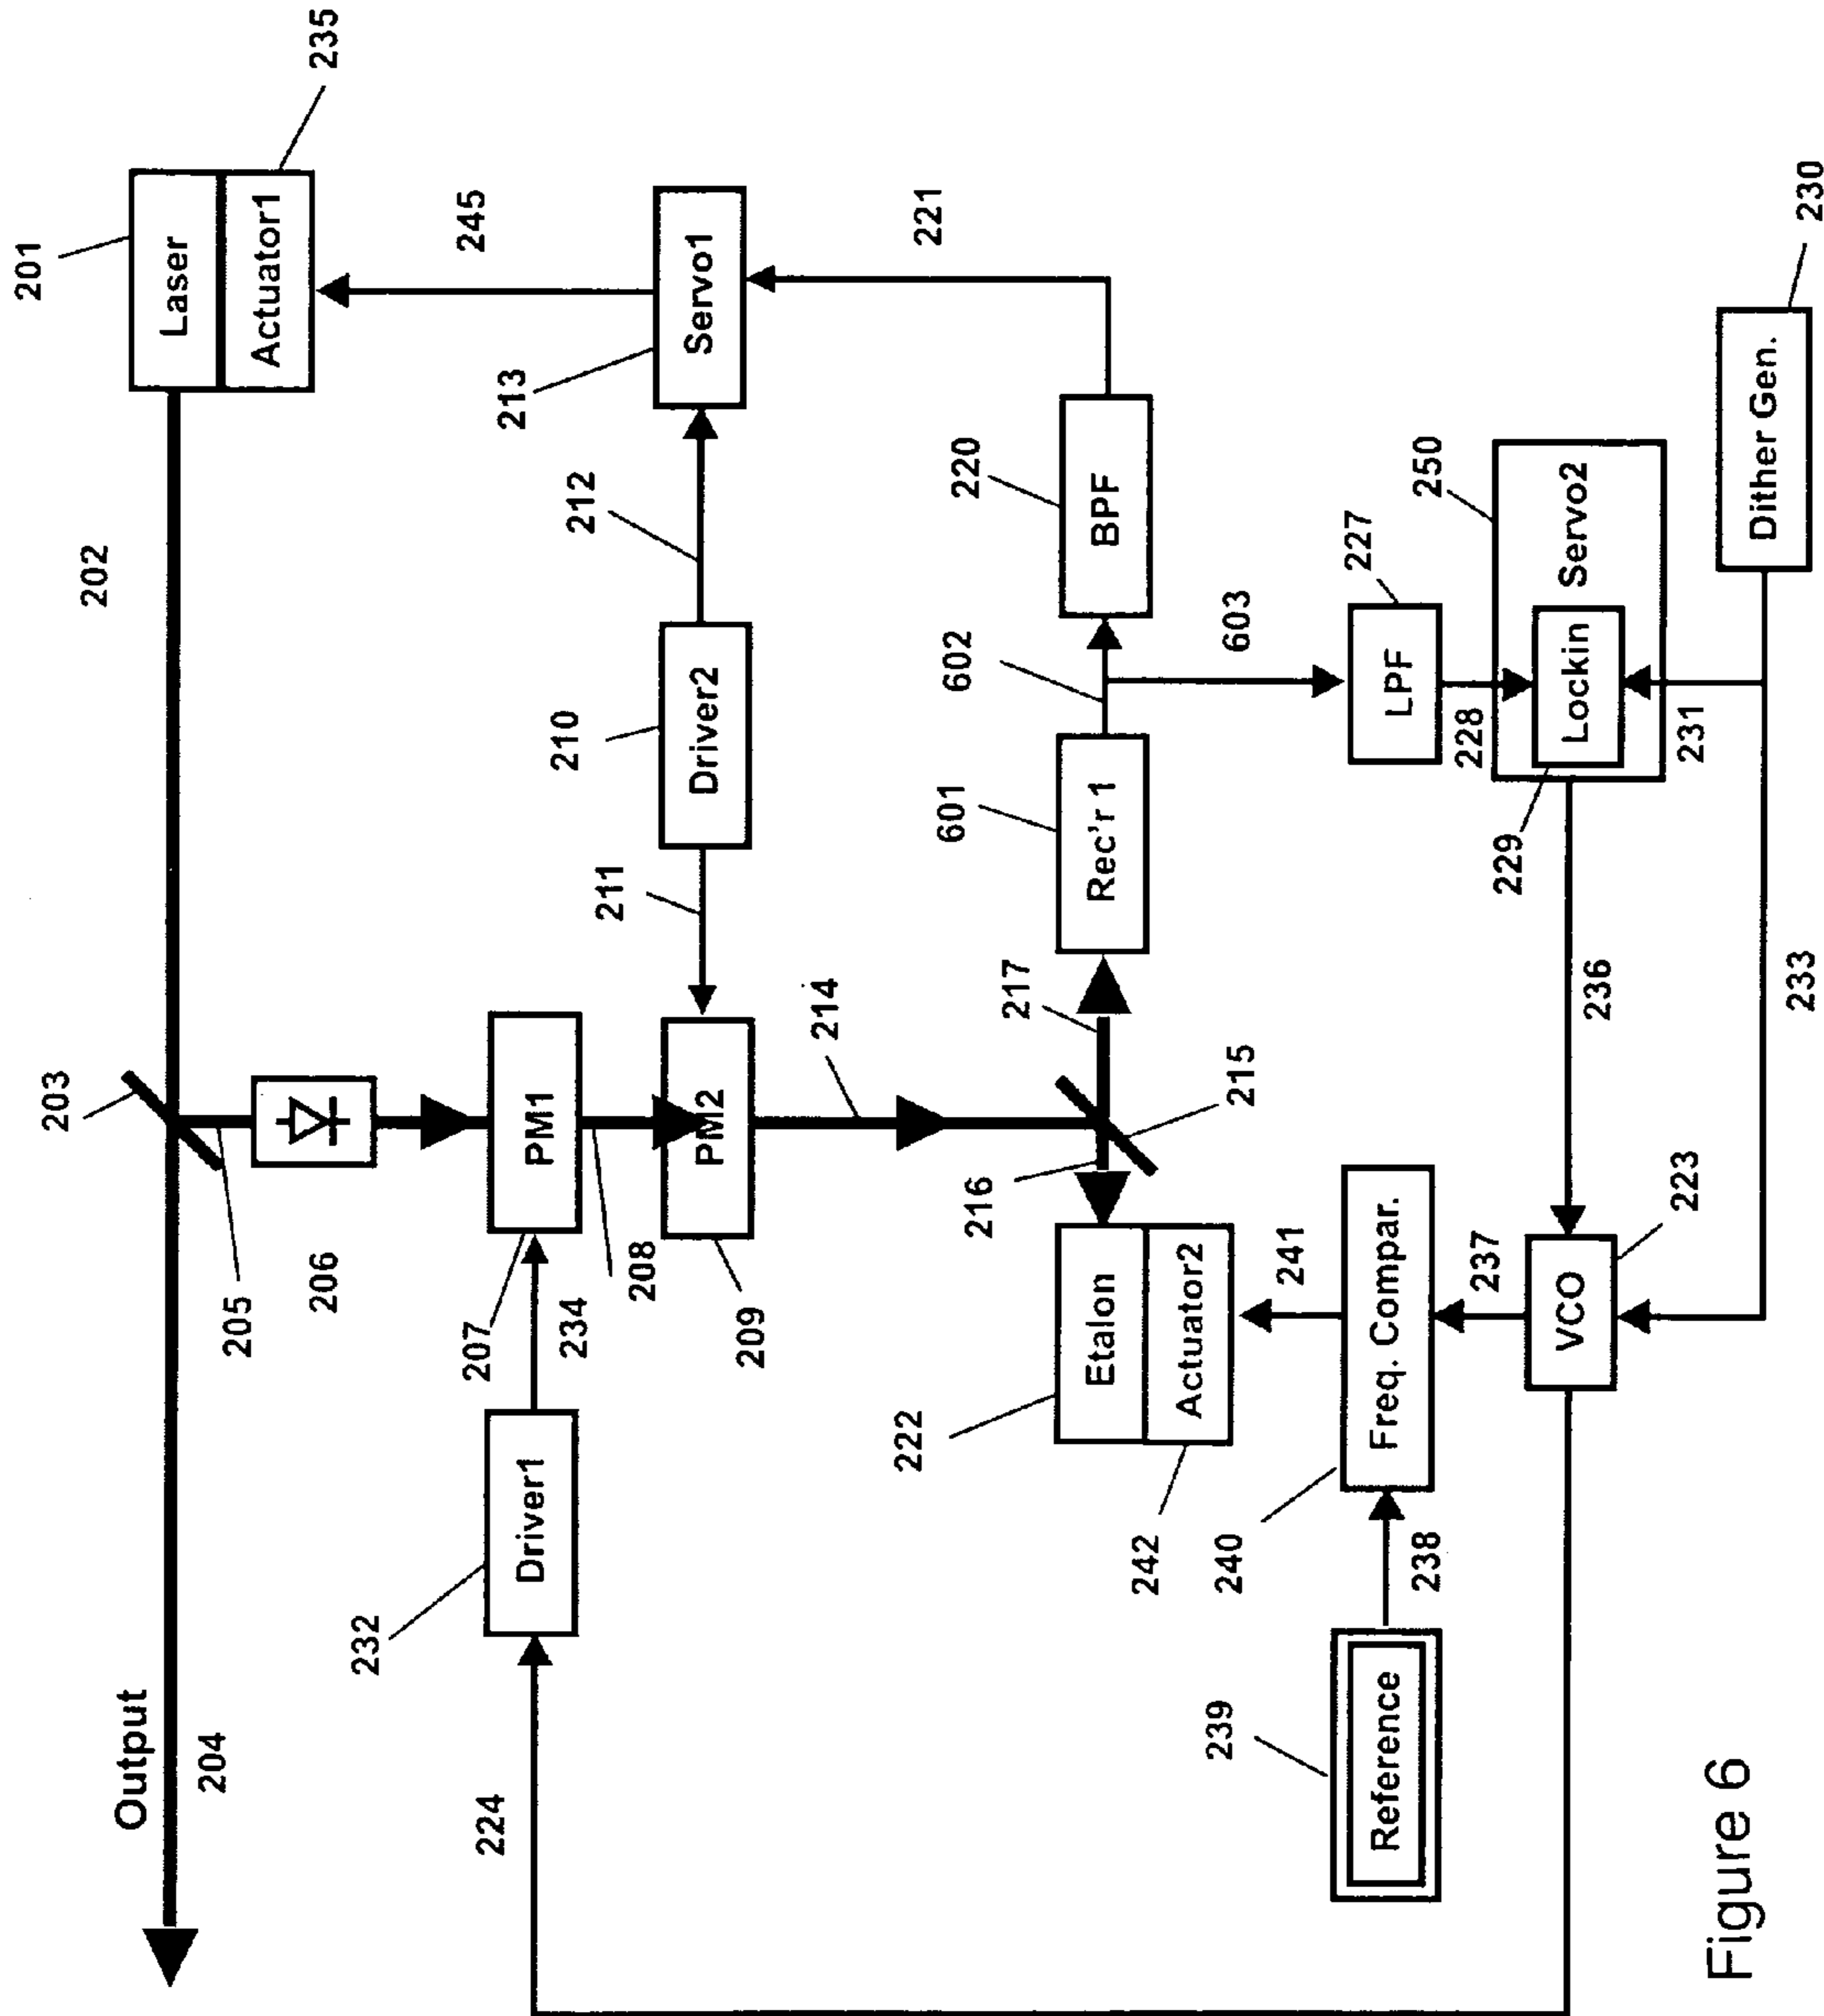 201
203
202
Output
Laser
204
205
Actuator1
206
235
232
245
207
224
213
Driver1
PM1
234
212
211
208
210
PM2
Driver2
Servo1
209
214
222
221
601
602
220
Etalon
Rec'r 1
BPF
216
242
Actuator2
217
239
240
215
603
241
227
Reference
Freq. Compar.
LPF
238
228
237
229
250
223
VCO
Lockin
Servo2
236
231
Figure 6
Dither Gen.
233
230